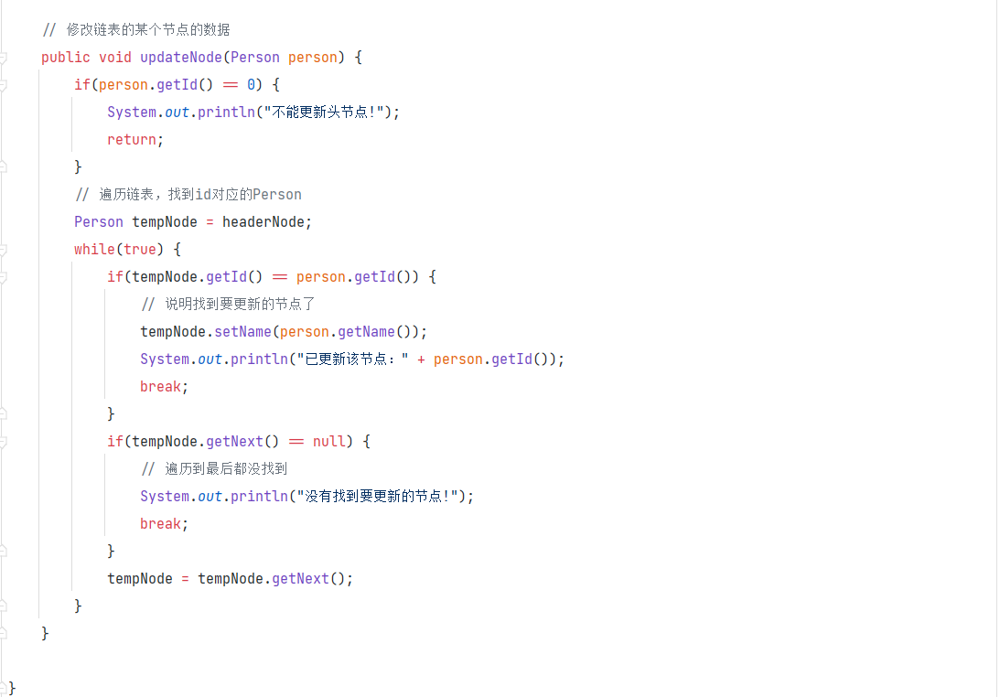 // 修改链表的某个节点的数据
public void updateNode(Person person) {
if(person.getId() == 0) {
System.out.println("不能更新头节点!");
return;
}
// 遍历链表，找到id对应的Person
Person tempNode = headerNode;
while(true) {
if(tempNode.getId() == person.getId()) {
// 说明找到要更新的节点了
tempNode.setName(person.getName());
System.out.println("已更新该节点：" + person.getId());
break;
}
if(tempNode.getNext() == null) {
// 遍历到最后都没找到
System.out.println("没有找到要更新的节点!");
break;
}
tempNode = tempNode.getNext();
}
}
}